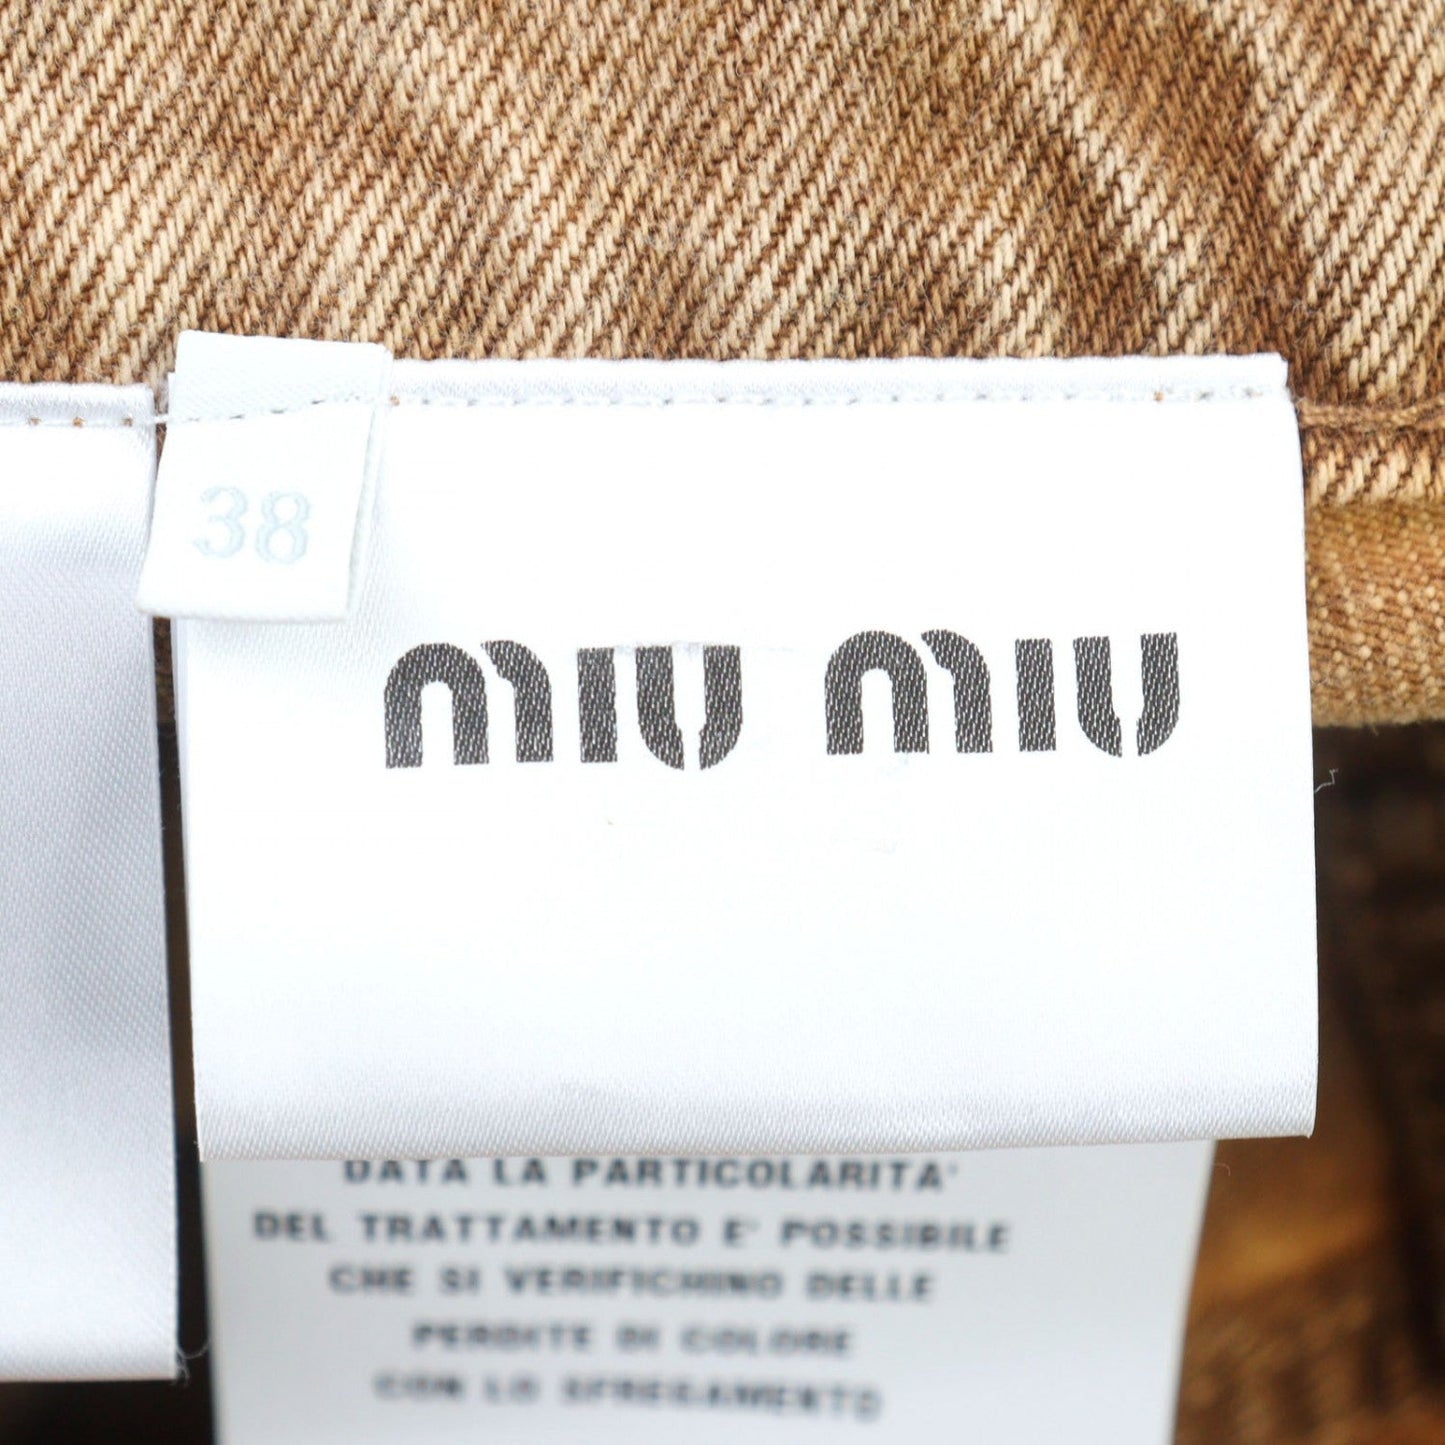 38
miu miu
DATA LA PARTICOLARITA'
DEL TRATTAMENTO E' POSSIBILE
CHE SI VERIFICHINO DELLE
PERDITE DI COLORE
CON LO SFREGAMENTO